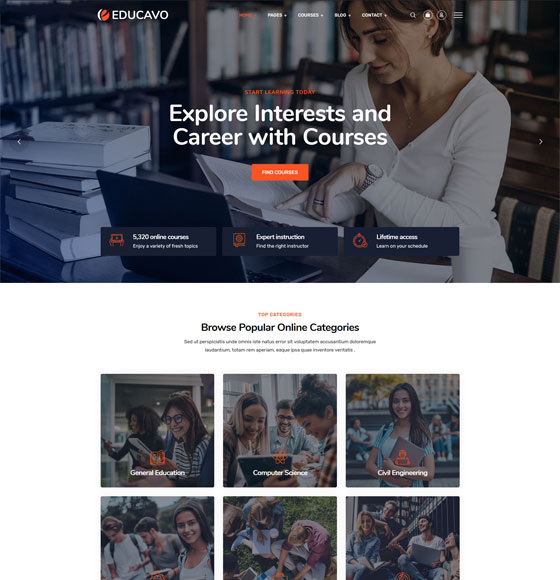 EDUCAVO
HOME +
PAGES +
COURSES +
BLOG +
CONTACT +
START LEARNING TODAY
Explore Interests and
Career with Courses
FIND COURSES
5,320 online courses
Enjoy a variety of fresh topics
Expert instruction
Find the right instructor
Lifetime access
Learn on your schedule
TOP CATEGORIES
Browse Popular Online Categories
Sed ut perspiciatis unde omnis iste natus error sit voluptatem accusantium doloremque
laudantium, totam rem aperiam, eaque ipsa quae inventore veritatis .
General Education
Computer Science
Civil Engineering